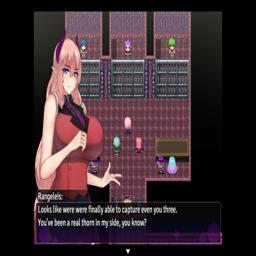 Rangeleis:
Looks like were were finally able to capture even you three.
You've been a real thorn in my side, you know?